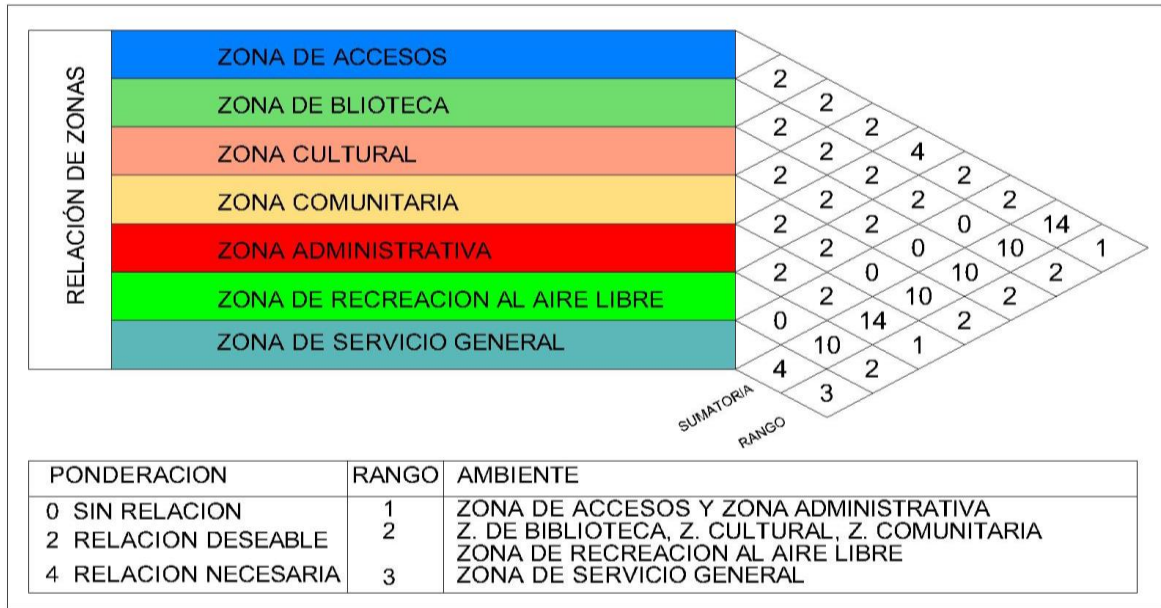 RELACIÓN DE ZONAS
ZONA DE ACCESOS
ZONA DE BLIOTECA
ZONA CULTURAL
ZONA COMUNITARIA
ZONA ADMINISTRATIVA
ZONA DE RECREACION AL AIRE LIBRE
ZONA DE SERVICIO GENERAL
2
2
2 2
2 4
2 2 2
2 2 2
2 2 0 14
2 0 10 1
2 0 10 2
2 10 2
0 14 2
10 1
4 2
3
SUMATORIA
RANGO
PONDERACION RANGO AMBIENTE
0 SIN RELACION 1 ZONA DE ACCESOS Y ZONA ADMINISTRATIVA
2 RELACION DESEABLE 2 Z. DE BIBLIOTECA, Z. CULTURAL, Z. COMUNITARIA
ZONA DE RECREACION AL AIRE LIBRE
4 RELACION NECESARIA 3 ZONA DE SERVICIO GENERAL